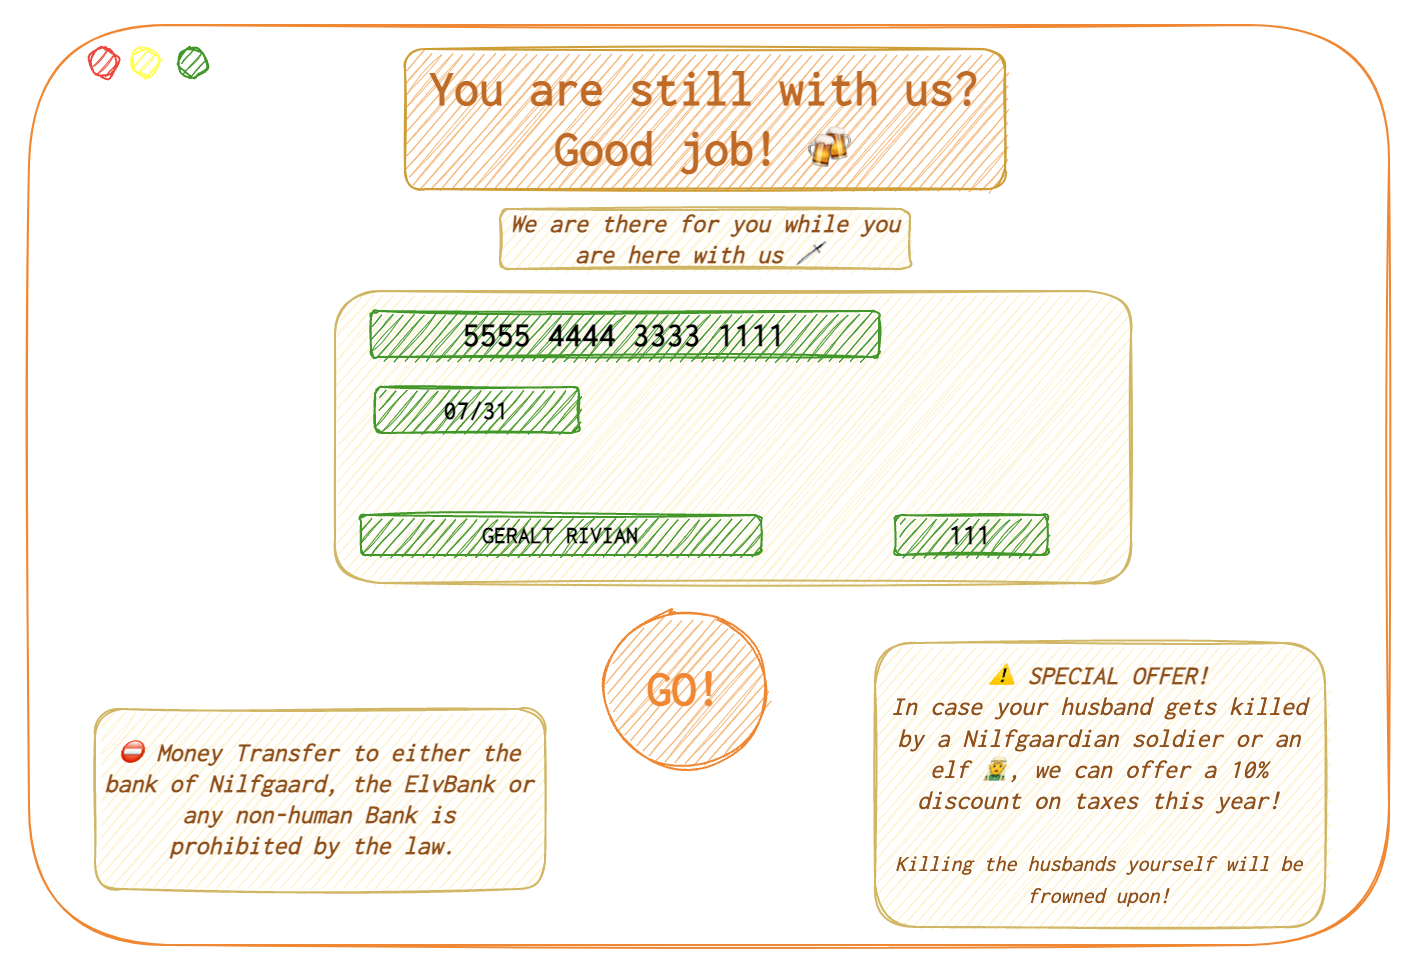 You are still with us?
Good job! 🍻
We are there for you while you
are here with us 🗡️
5555 4444 3333 1111
07/31
GERALT RIVIAN
111
GO!
⛔ Money Transfer to either the
bank of Nilfgaard, the ElvBank or
any non-human Bank is
prohibited by the law.
⚠️ SPECIAL OFFER!
In case your husband gets killed
by a Nilfgaardian soldier or an
elf 🧝, we can offer a 10%
discount on taxes this year!
Killing the husbands yourself will be
frowned upon!